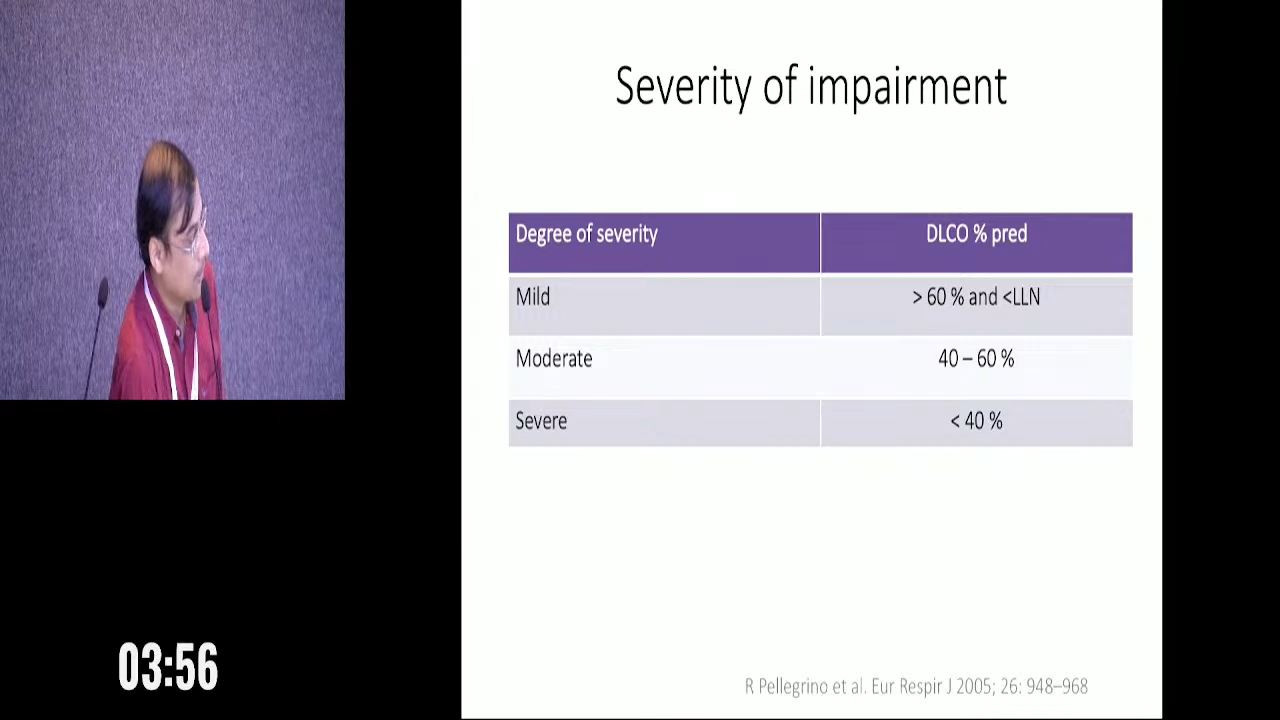 Severity of impairment
Degree of severity DLCO % pred
Mild > 60 % and <LLN
Moderate 40 – 60 %
Severe < 40 %
R Pellegrino et al. Eur Respir J 2005; 26: 948–968
03:56